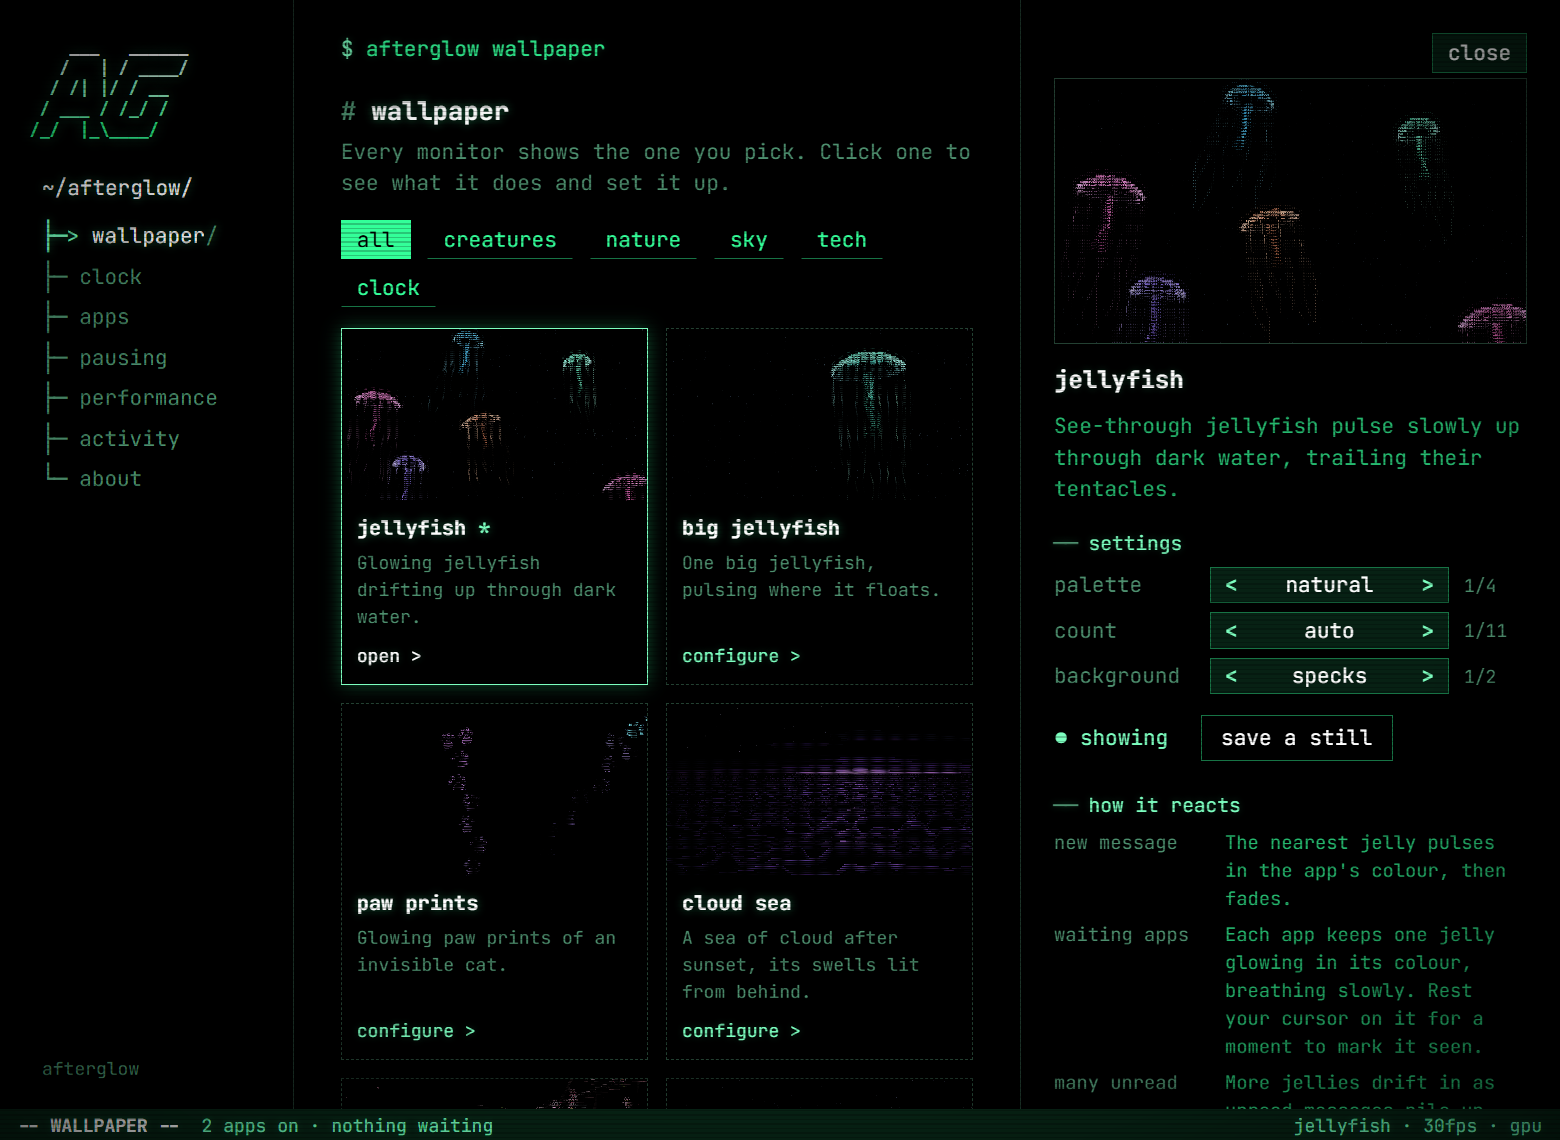 ~/afterglow/
wallpaper/
clock
apps
pausing
performance
activity
about
afterglow
$ afterglow wallpaper
# wallpaper
Every monitor shows the one you pick. Click one to
see what it does and set it up.
all creatures nature sky tech
clock
jellyfish *
Glowing jellyfish
drifting up through dark
water.
open >
big jellyfish
One big jellyfish,
pulsing where it floats.
configure >
paw prints
Glowing paw prints of an
invisible cat.
configure >
cloud sea
A sea of cloud after
sunset, its swells lit
from behind.
configure >
close
jellyfish
See-through jellyfish pulse slowly up
through dark water, trailing their
tentacles.
settings
palette < natural > 1/4
count < auto > 1/11
background < specks > 1/2
● showing save a still
how it reacts
new message The nearest jelly pulses
in the app's colour, then
fades.
waiting apps Each app keeps one jelly
glowing in its colour,
breathing slowly. Rest
your cursor on it for a
moment to mark it seen.
many unread More jellies drift in as
-- WALLPAPER -- 2 apps on · nothing waiting
jellyfish · 30fps · gpu